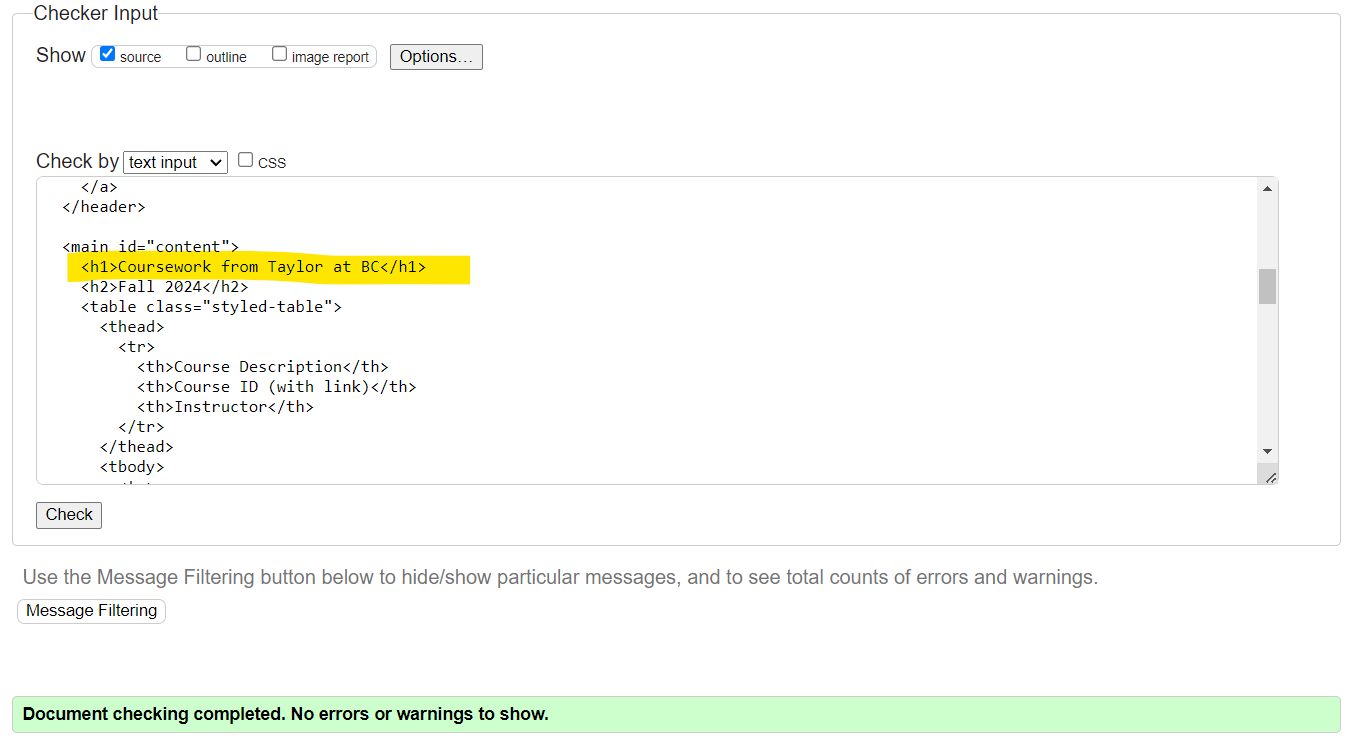 Checker Input
Show source outline image report Options...
Check by text input CSS
</a>
</header>
<main id="content">
<h1>Coursework from Taylor at BC</h1>
<h2>Fall 2024</h2>
<table class="styled-table">
<thead>
<tr>
<th>Course Description</th>
<th>Course ID (with link)</th>
<th>Instructor</th>
</tr>
</thead>
<tbody>
Check
Use the Message Filtering button below to hide/show particular messages, and to see total counts of errors and warnings.
Message Filtering
Document checking completed. No errors or warnings to show.